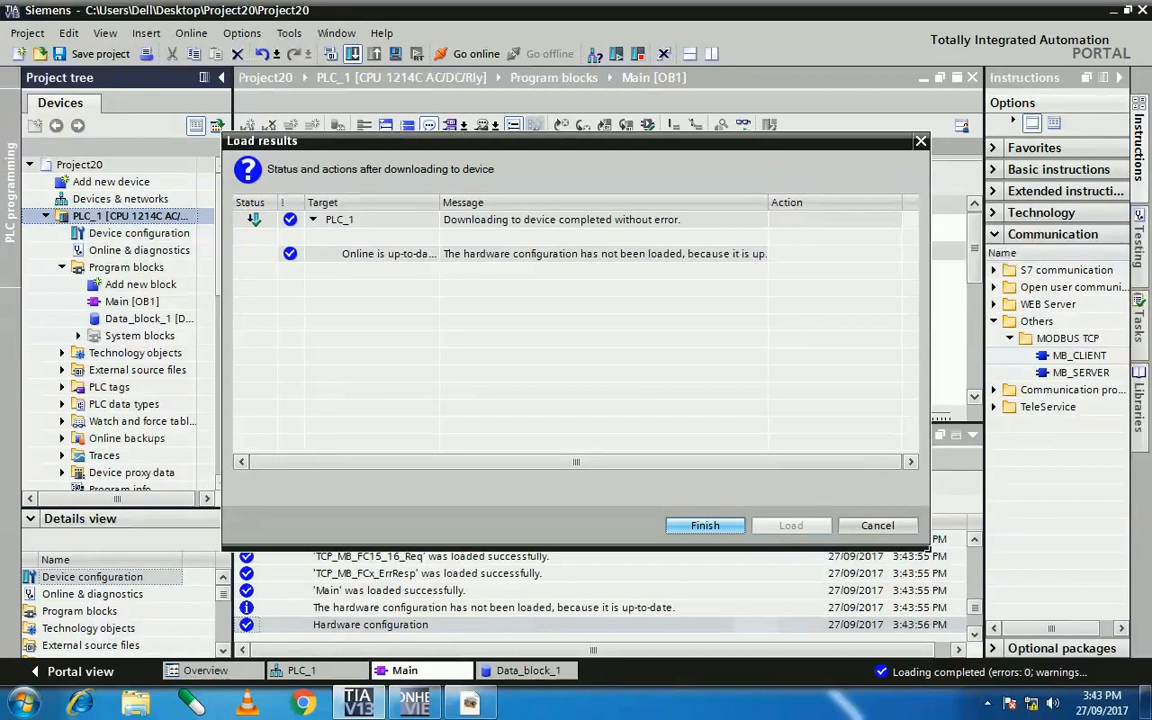 Siemens - C:\Users\Dell\Desktop\Project20\Project20
Project Edit View Insert Online Options Tools Window Help
Totally Integrated Automation
PORTAL
Save project
Go online
Go offline
Project tree
Project20 PLC_1 [CPU 1214C AC/DC/Rly] Program blocks Main [OB1]
Instructions
Devices
Options
PLC programming
Project20
Add new device
Devices & networks
PLC_1 [CPU 1214C AC/...
Device configuration
Online & diagnostics
Program blocks
Add new block
Main [OB1]
Data_block_1 [D...
System blocks
Technology objects
External source files
PLC tags
PLC data types
Watch and force tabl...
Online backups
Traces
Device proxy data
Program info
Details view
Name
Device configuration
Online & diagnostics
Program blocks
Technology objects
External source files
Load results
Status and actions after downloading to device
Status ! Target Message Action
PLC_1 Downloading to device completed without error.
Online is up-to-da... The hardware configuration has not been loaded, because it is up.
Finish Load Cancel
PM
'TCP_MB_FC15_16_Req' was loaded successfully. 27/09/2017 3:43:55 PM
'TCP_MB_FCx_ErrResp' was loaded successfully. 27/09/2017 3:43:55 PM
'Main' was loaded successfully. 27/09/2017 3:43:55 PM
The hardware configuration has not been loaded, because it is up-to-date. 27/09/2017 3:43:55 PM
Hardware configuration 27/09/2017 3:43:56 PM
Favorites
Basic instructions
Extended instructi...
Technology
Communication
Name
S7 communication
Open user communi...
WEB Server
Others
MODBUS TCP
MB_CLIENT
MB_SERVER
Communication pro...
TeleService
Optional packages
Instructions
Testing
Tasks
Libraries
Portal view Overview PLC_1 Main Data_block_1 Loading completed (errors: 0; warnings...
TIA
V13
3:43 PM
27/09/2017